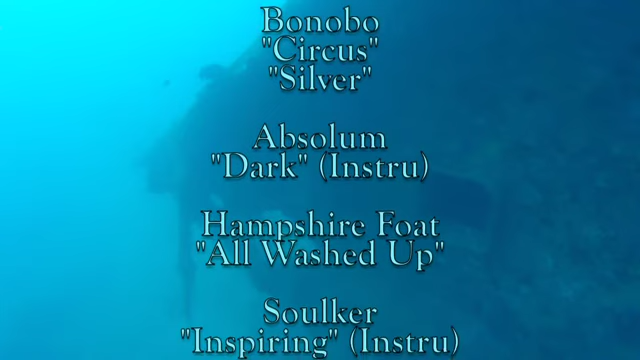 Bonobo
"Circus"
"Silver"
Absolum
"Dark" (Instru)
Hampshire Foat
"All Washed Up"
Soulker
"Inspiring" (Instru)